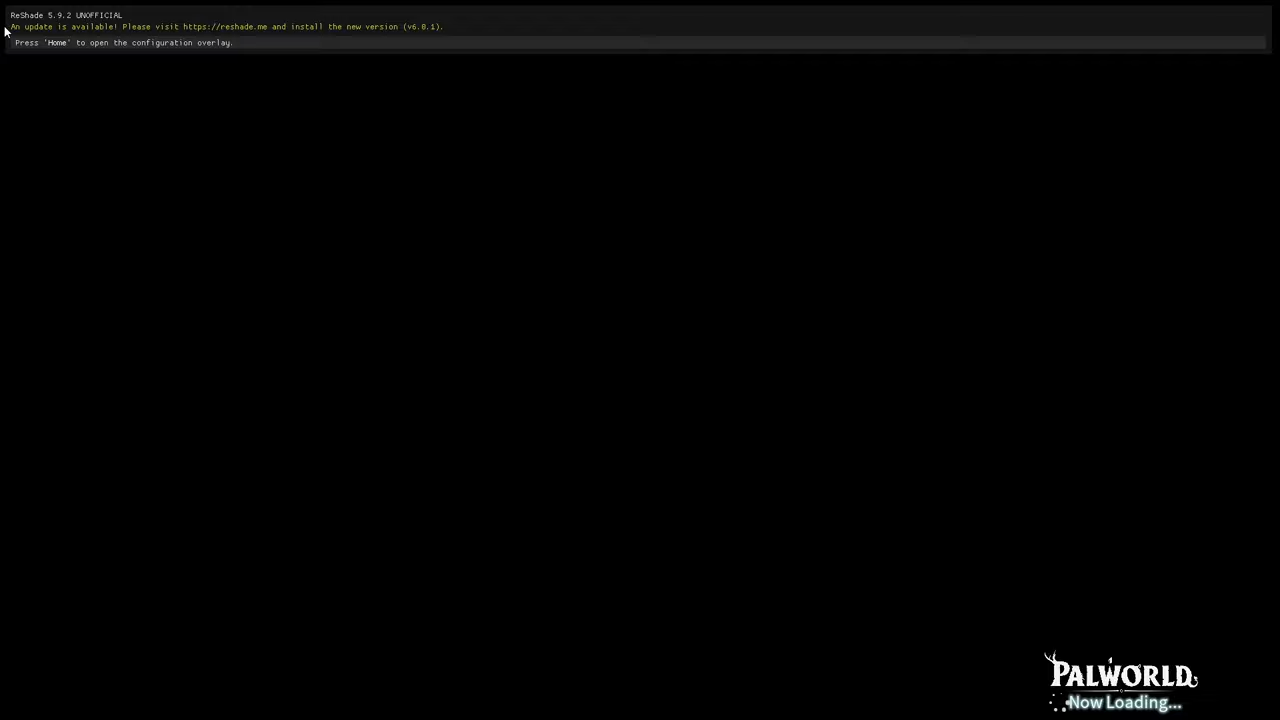 ReShade 5.9.2 UNOFFICIAL
An update is available! Please visit https://reshade.me and install the new version (v6.0.1).
Press 'Home' to open the configuration overlay.
PALWORLD
Now Loading...